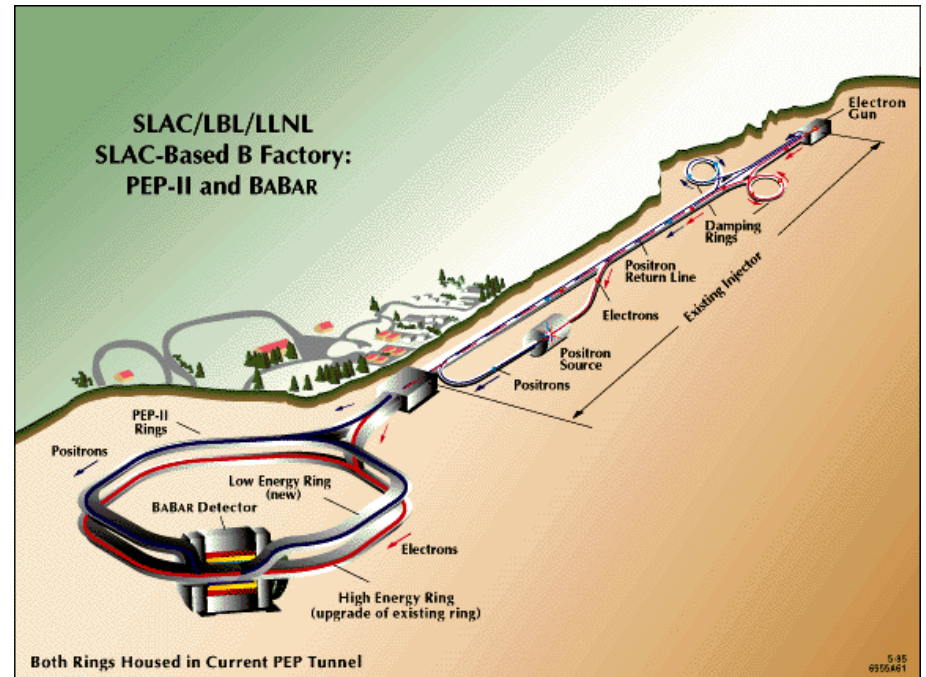 SLAC/LBL/LLNL
SLAC-Based B Factory:
PEP-II and BABAR
Electron
Gun
Damping
Rings
Positron
Return Line
Existing Injector
Electrons
Positron
Source
Positrons
PEP-II
Rings
Positrons
Low Energy Ring
(new)
BABAR Detector
Electrons
High Energy Ring
(upgrade of existing ring)
Both Rings Housed in Current PEP Tunnel
5-95
6955A61